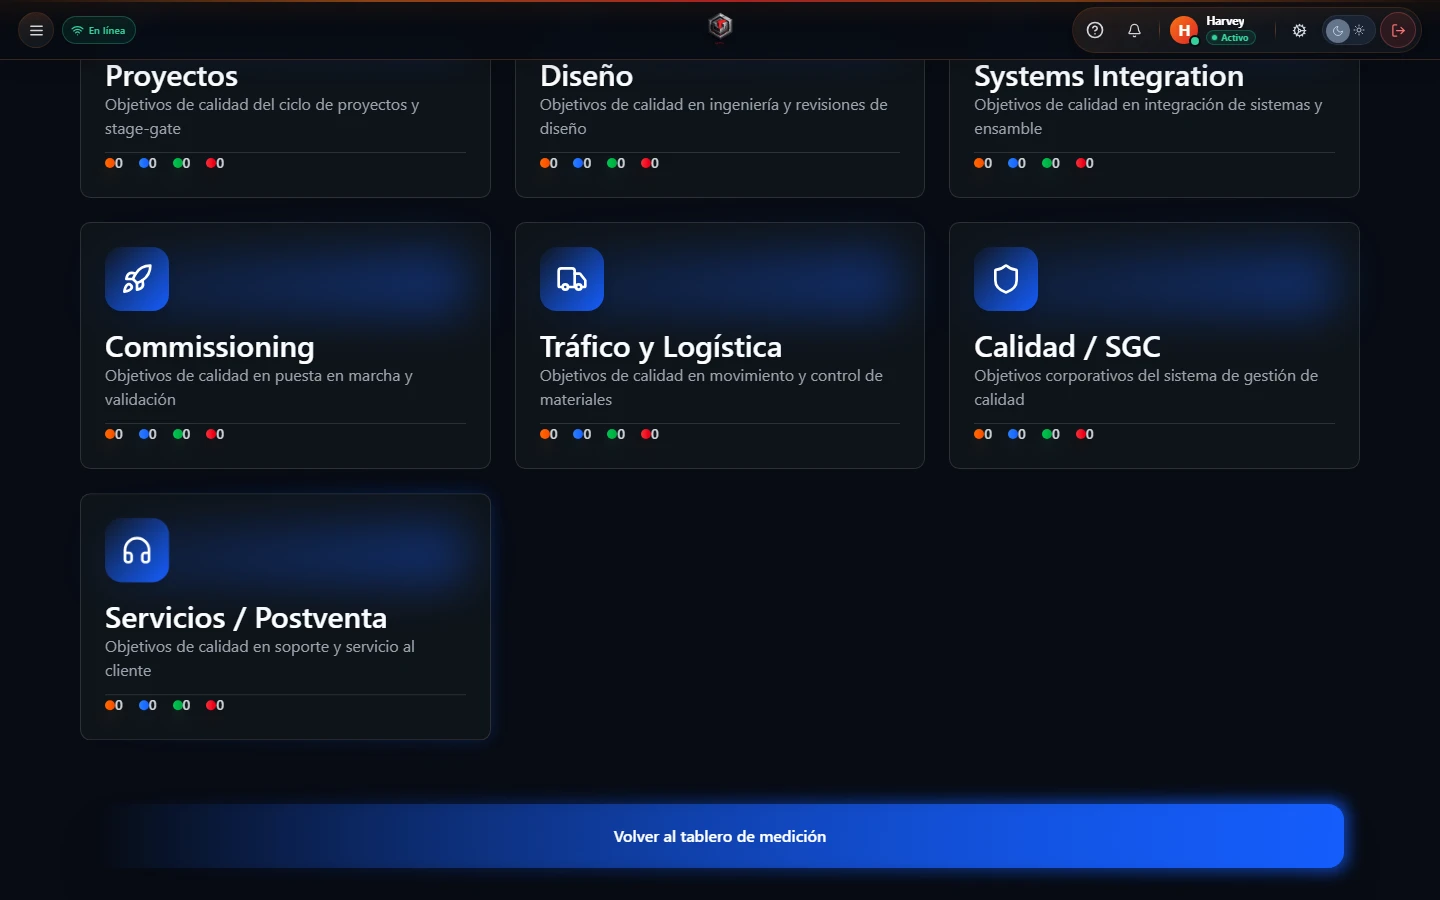 En línea
Harvey
H
Activo
Proyectos
Objetivos de calidad del ciclo de proyectos y
stage-gate
0 0 0 0
Diseño
Objetivos de calidad en ingeniería y revisiones de
diseño
0 0 0 0
Systems Integration
Objetivos de calidad en integración de sistemas y
ensamble
0 0 0 0
Commissioning
Objetivos de calidad en puesta en marcha y
validación
0 0 0 0
Tráfico y Logística
Objetivos de calidad en movimiento y control de
materiales
0 0 0 0
Calidad / SGC
Objetivos corporativos del sistema de gestión de
calidad
0 0 0 0
Servicios / Postventa
Objetivos de calidad en soporte y servicio al
cliente
0 0 0 0
Volver al tablero de medición